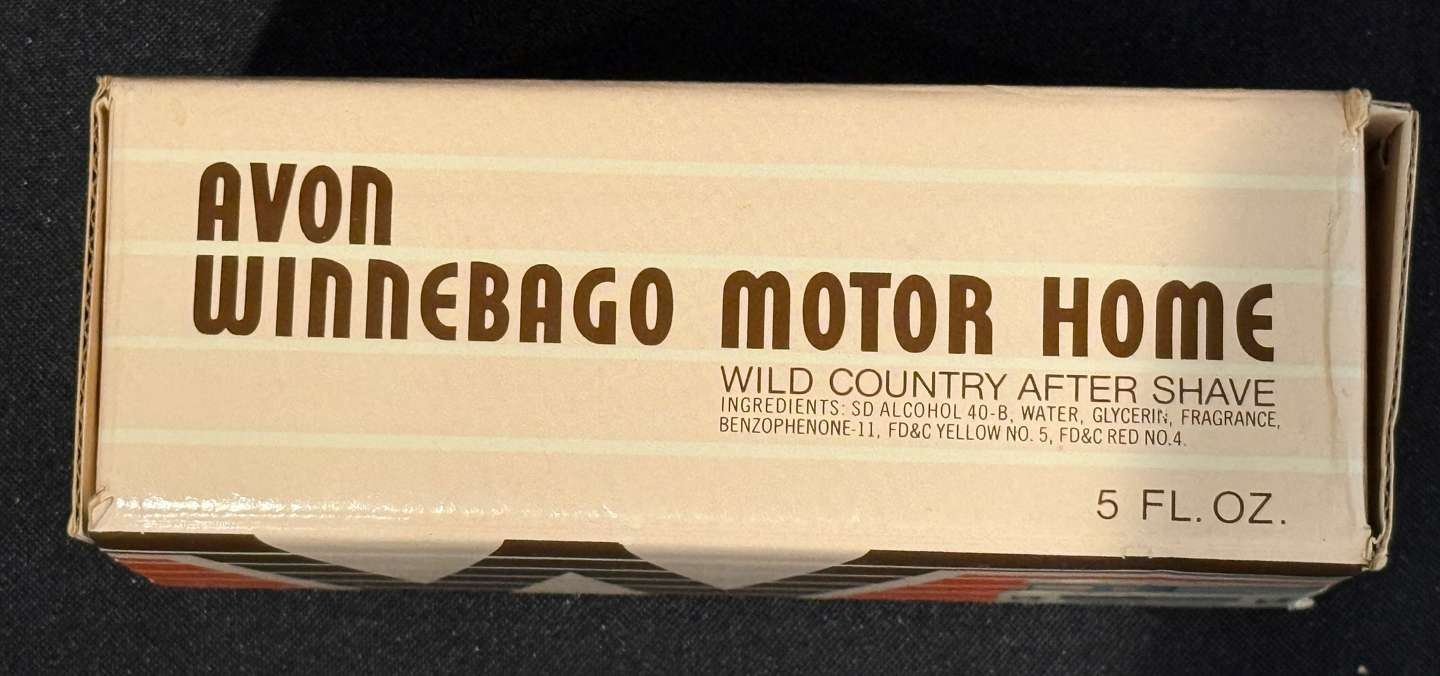 AVON
WINNEBAGO MOTOR HOME
WILD COUNTRY AFTER SHAVE
INGREDIENTS: SD ALCOHOL 40-B, WATER, GLYCERIN, FRAGRANCE,
BENZOPHENONE-11, FD&C YELLOW NO. 5, FD&C RED NO.4.
5 FL. OZ.